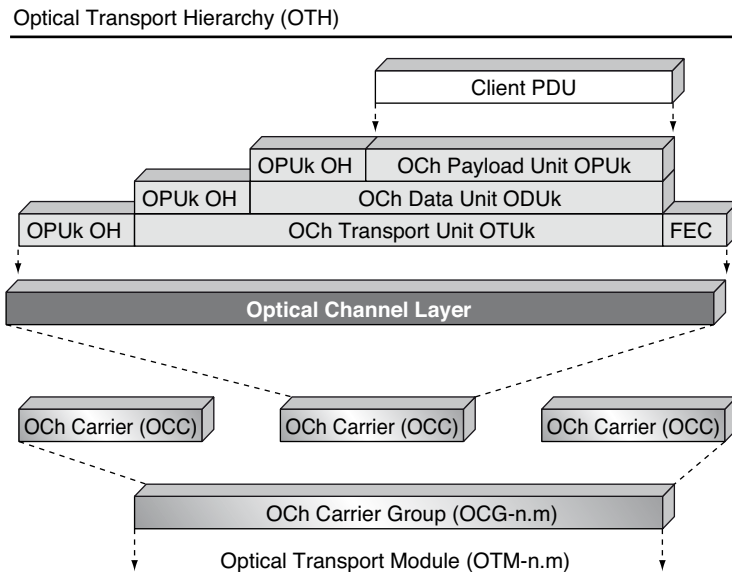 Optical Transport Hierarchy (OTH)
Client PDU
OPUk OH
OCh Payload Unit OPUk
OPUk OH
OCh Data Unit ODUk
OPUk OH
OCh Transport Unit OTUk
FEC
Optical Channel Layer
OCh Carrier (OCC)
OCh Carrier (OCC)
OCh Carrier (OCC)
OCh Carrier Group (OCG-n.m)
Optical Transport Module (OTM-n.m)